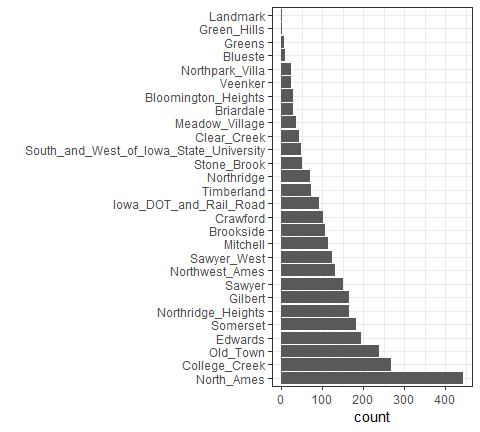 Landmark
Green_Hills
Greens
Blueste
Northpark_Villa
Veenker
Bloomington_Heights
Briardale
Meadow_Village
Clear_Creek
South_and_West_of_Iowa_State_University
Stone_Brook
Northridge
Timberland
Iowa_DOT_and_Rail_Road
Crawford
Brookside
Mitchell
Sawyer_West
Northwest_Ames
Sawyer
Gilbert
Northridge_Heights
Somerset
Edwards
Old_Town
College_Creek
North_Ames
0 100 200 300 400
count